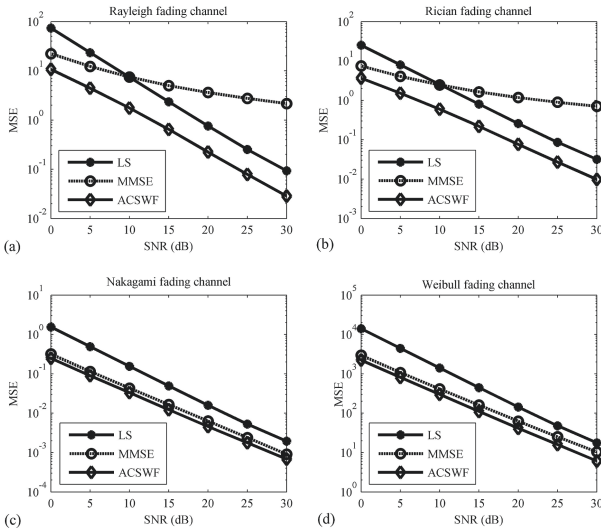 Rayleigh fading channel
10^2
10^1
10^0
10^-1
10^-2
MSE
LS
MMSE
ACSWF
0 5 10 15 20 25 30
SNR (dB)
(a)
Rician fading channel
10^2
10^1
10^0
10^-1
10^-2
10^-3
MSE
LS
MMSE
ACSWF
0 5 10 15 20 25 30
SNR (dB)
(b)
Nakagami fading channel
10^1
10^0
10^-1
10^-2
10^-3
10^-4
MSE
LS
MMSE
ACSWF
0 5 10 15 20 25 30
SNR (dB)
(c)
Weibull fading channel
10^5
10^4
10^3
10^2
10^1
10^0
MSE
LS
MMSE
ACSWF
0 5 10 15 20 25 30
SNR (dB)
(d)